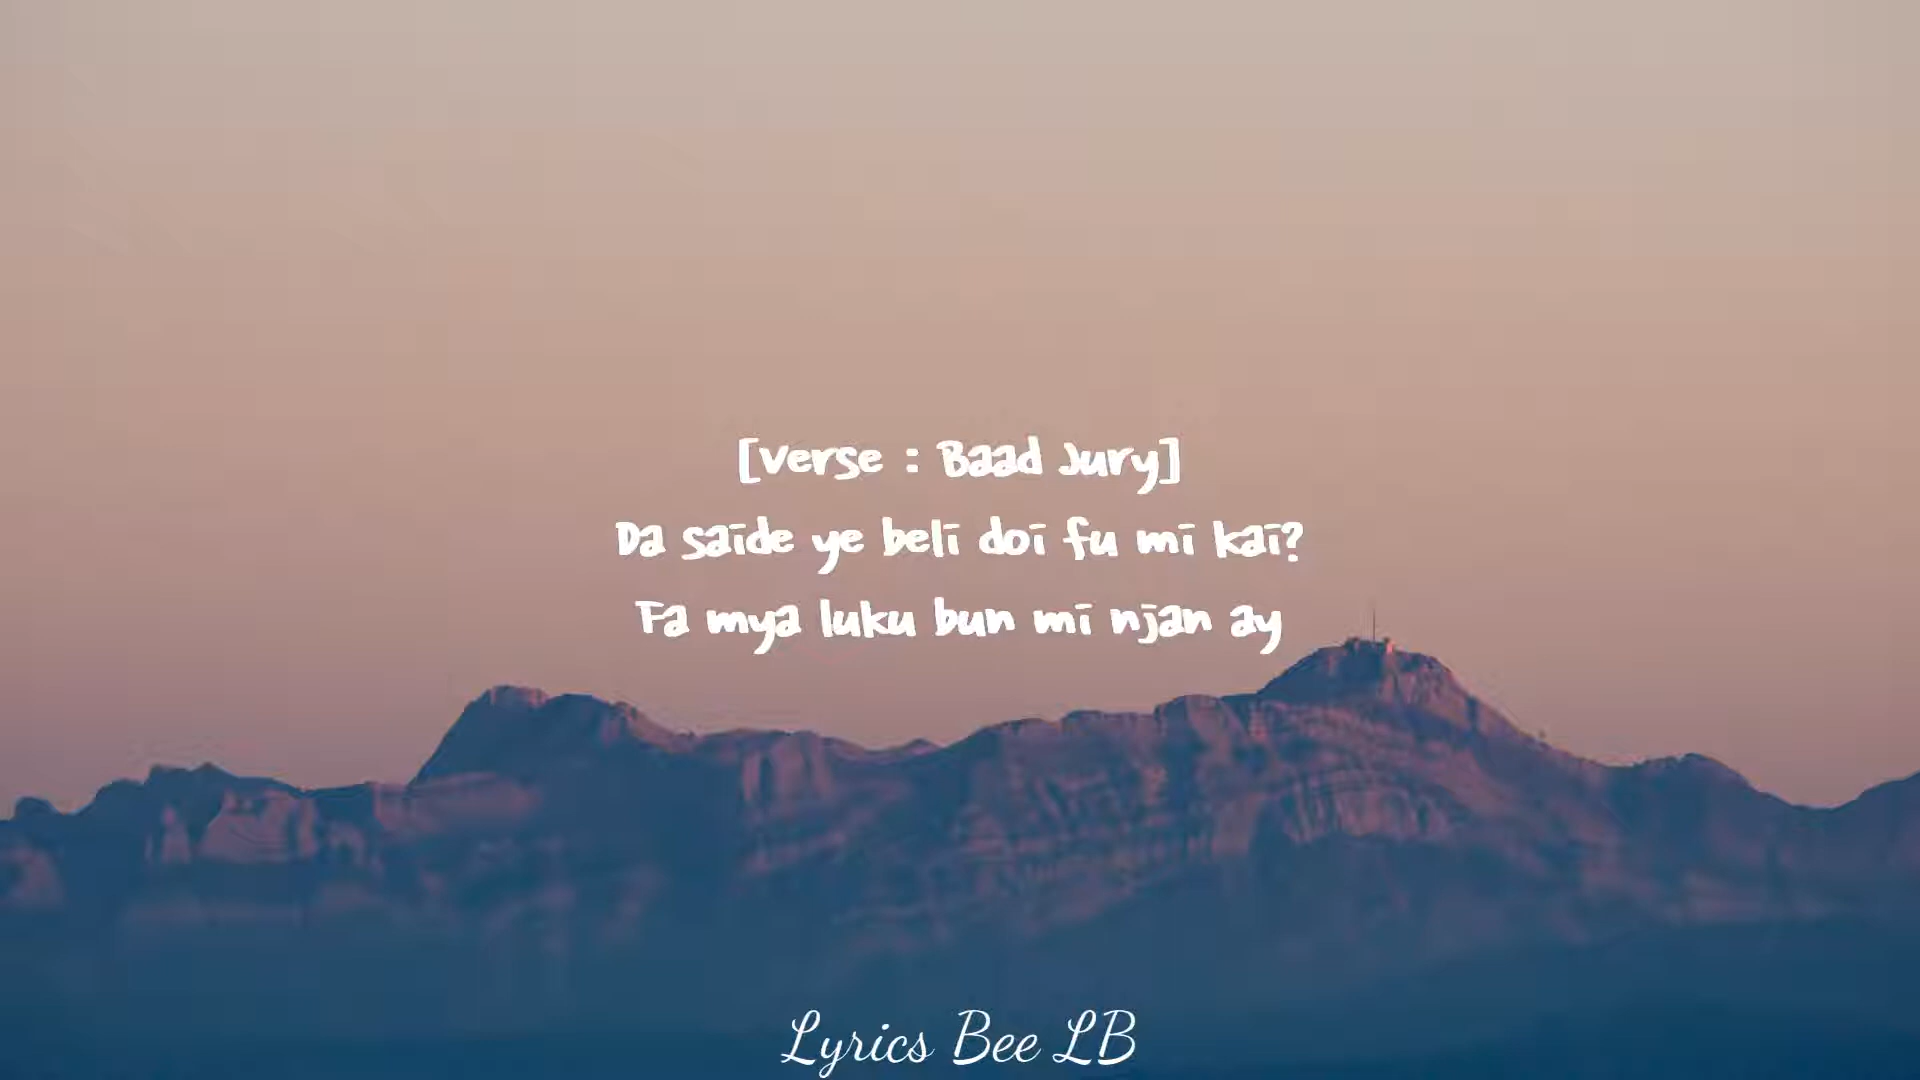 [Verse : Baad Jury]
Da saide ye beli doi fu mi kai?
Fa mya luku bun mi njan ay
Lyrics Bee LB